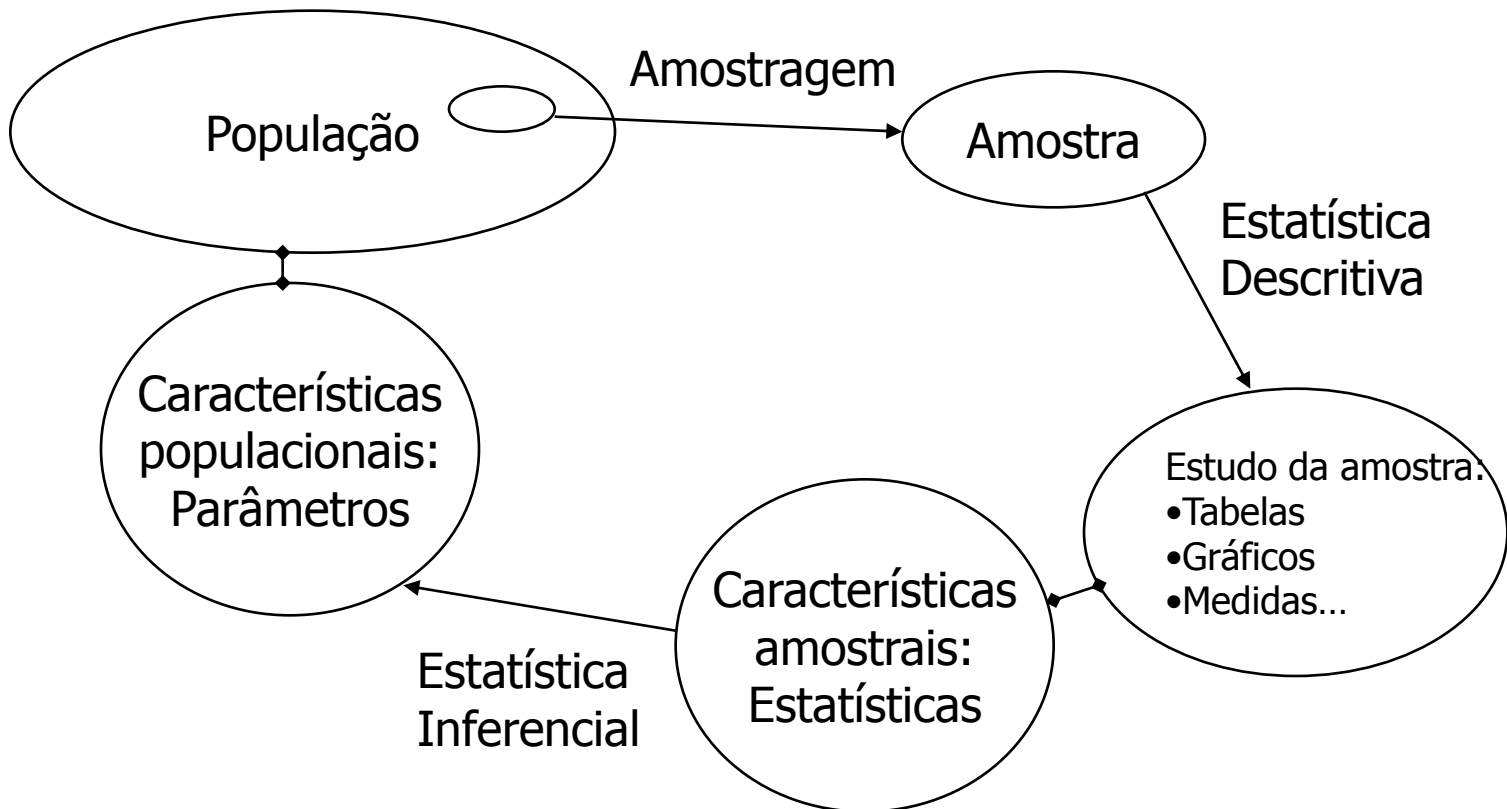 Amostragem
População
Amostra
Estatística
Descritiva
Características
populacionais:
Parâmetros
Estudo da amostra:
•Tabelas
•Gráficos
•Medidas...
Características
amostrais:
Estatísticas
Estatística
Inferencial